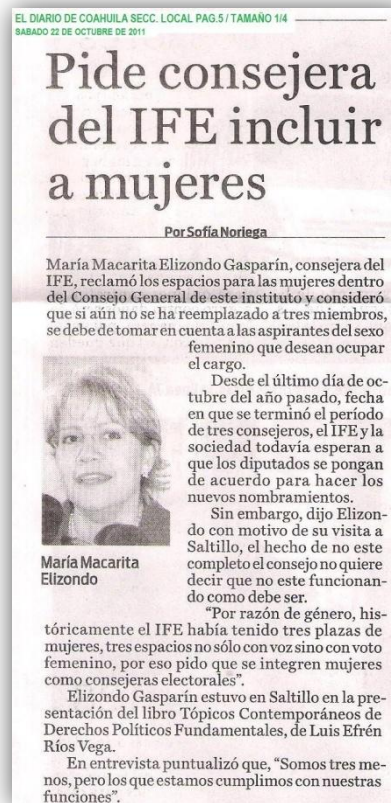 EL DIARIO DE COAHUILA SECC. LOCAL PAG.5 / TAMAÑO 1/4
SABADO 22 DE OCTUBRE DE 2011
Pide consejera
del IFE incluir
a mujeres
Por Sofía Noriega
María Macarita Elizondo Gasparín, consejera del
IFE, reclamó los espacios para las mujeres dentro
del Consejo General de este instituto y consideró
que si aún no se ha reemplazado a tres miembros,
se debe de tomar en cuenta a las aspirantes del sexo
femenino que desean ocupar
el cargo.
Desde el último día de oc-
tubre del año pasado, fecha
en que se terminó el período
de tres consejeros, el IFE y la
sociedad todavía esperan a
que los diputados se pongan
de acuerdo para hacer los
nuevos nombramientos.
Sin embargo, dijo Elizon-
do con motivo de su visita a
Saltillo, el hecho de no este
completo el consejo no quiere
decir que no este funcionan-
do como debe ser.
María Macarita
Elizondo
"Por razón de género, his-
tóricamente el IFE había tenido tres plazas de
mujeres, tres espacios no sólo con voz sino con voto
femenino, por eso pido que se integren mujeres
como consejeras electorales".
Elizondo Gasparín estuvo en Saltillo en la pre-
sentación del libro Tópicos Contemporáneos de
Derechos Políticos Fundamentales, de Luis Efrén
Ríos Vega.
En entrevista puntualizó que, "Somos tres me-
nos, pero los que estamos cumplimos con nuestras
funciones".